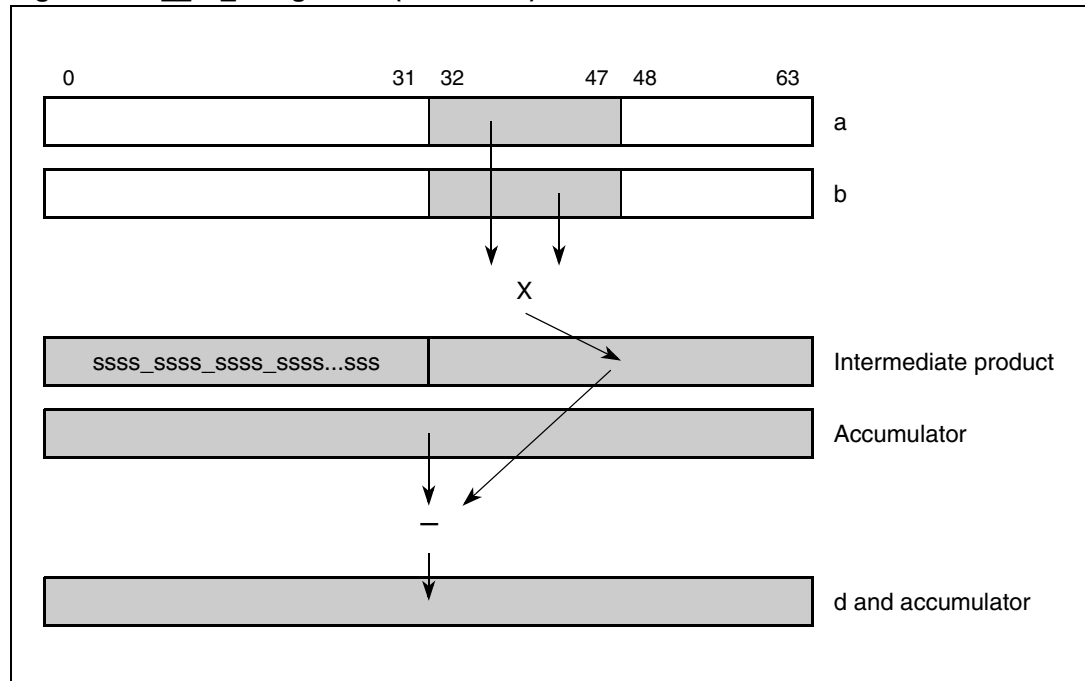 0 31 32 47 48 63
a
b
X
ssss_ssss_ssss_ssss...sss Intermediate product
Accumulator
–
d and accumulator